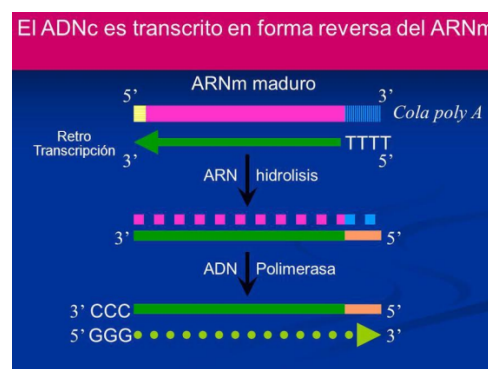 El ADNc es transcrito en forma reversa del ARNm
ARNm maduro
5’ 3’
Cola poly A
Retro
Transcripción
TTTT
3’ 5’
ARN hidrolisis
3’ 5’
ADN Polimerasa
3’ CCC 5’
5’ GGG 3’